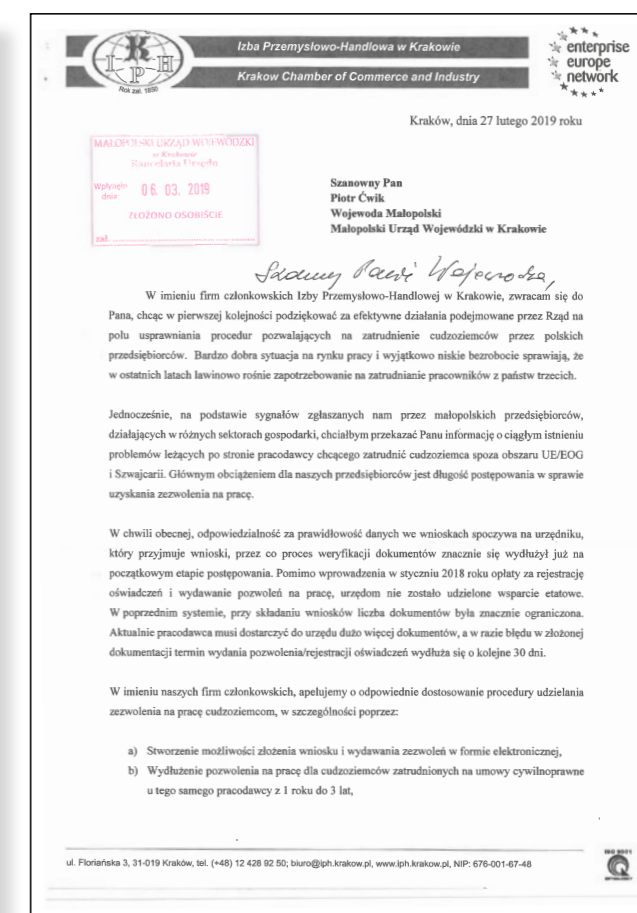 Izba Przemysłowo-Handlowa w Krakowie
Krakow Chamber of Commerce and Industry
I K P H
Rok zał. 1850
enterprise
europe
network
Kraków, dnia 27 lutego 2019 roku
MAŁOPOLSKI URZĄD WOJEWÓDZKI
w Krakowie
Kancelaria Urzędu
Wpłynęło
dnia:
06. 03. 2019
ZŁOŻONO OSOBIŚCIE
zał.
Szanowny Pan
Piotr Ćwik
Wojewoda Małopolski
Małopolski Urząd Wojewódzki w Krakowie
Szanowny Panie Wojewodo,
W imieniu firm członkowskich Izby Przemysłowo-Handlowej w Krakowie, zwracam się do
Pana, chcąc w pierwszej kolejności podziękować za efektywne działania podejmowane przez Rząd na
polu usprawniania procedur pozwalających na zatrudnienie cudzoziemców przez polskich
przedsiębiorców. Bardzo dobra sytuacja na rynku pracy i wyjątkowo niskie bezrobocie sprawiają, że
w ostatnich latach lawinowo rośnie zapotrzebowanie na zatrudnianie pracowników z państw trzecich.
Jednocześnie, na podstawie sygnałów zgłaszanych nam przez małopolskich przedsiębiorców,
działających w różnych sektorach gospodarki, chciałbym przekazać Panu informację o ciągłym istnieniu
problemów leżących po stronie pracodawcy chcącego zatrudnić cudzoziemca spoza obszaru UE/EOG
i Szwajcarii. Głównym obciążeniem dla naszych przedsiębiorców jest długość postępowania w sprawie
uzyskania zezwolenia na pracę.
W chwili obecnej, odpowiedzialność za prawidłowość danych we wnioskach spoczywa na urzędniku,
który przyjmuje wnioski, przez co proces weryfikacji dokumentów znacznie się wydłużył już na
początkowym etapie postępowania. Pomimo wprowadzenia w styczniu 2018 roku opłaty za rejestrację
oświadczeń i wydawanie pozwoleń na pracę, urzędom nie zostało udzielone wsparcie etatowe.
W poprzednim systemie, przy składaniu wniosków liczba dokumentów była znacznie ograniczona.
Aktualnie pracodawca musi dostarczyć do urzędu dużo więcej dokumentów, a w razie błędu w złożonej
dokumentacji termin wydania pozwolenia/rejestracji oświadczeń wydłuża się o kolejne 30 dni.
W imieniu naszych firm członkowskich, apelujemy o odpowiednie dostosowanie procedury udzielania
zezwolenia na pracę cudzoziemcom, w szczególności poprzez:
a) Stworzenie możliwości złożenia wniosku i wydawania zezwoleń w formie elektronicznej,
b) Wydłużenie pozwolenia na pracę dla cudzoziemców zatrudnionych na umowy cywilnoprawne
u tego samego pracodawcy z 1 roku do 3 lat,
ul. Floriańska 3, 31-019 Kraków, tel. (+48) 12 428 92 50; biuro@iph.krakow.pl, www.iph.krakow.pl, NIP: 676-001-67-48
ISO 9001